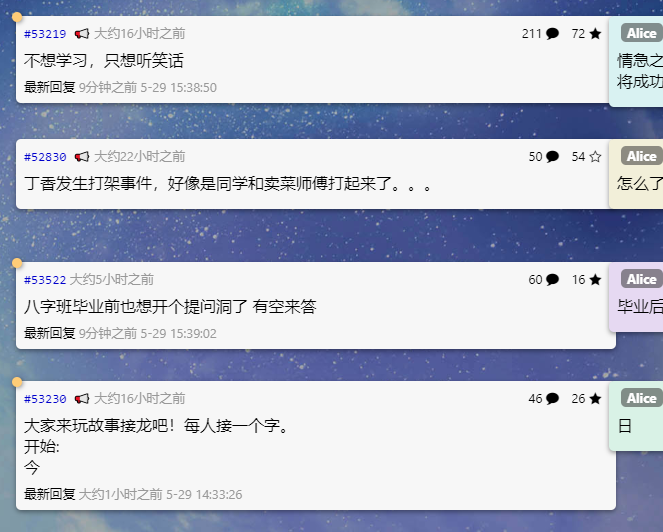 #53219 大约16小时之前 211 72
不想学习，只想听笑话
最新回复 9分钟之前 5-29 15:38:50
Alice
情急之
将成功
#52830 大约22小时之前 50 54
丁香发生打架事件，好像是同学和卖菜师傅打起来了。。。
Alice
怎么了
#53522 大约5小时之前 60 16
八字班毕业前也想开个提问洞了 有空来答
最新回复 9分钟之前 5-29 15:39:02
Alice
毕业后
#53230 大约16小时之前 46 26
大家来玩故事接龙吧！每人接一个字。
开始:
今
最新回复 大约1小时之前 5-29 14:33:26
Alice
日